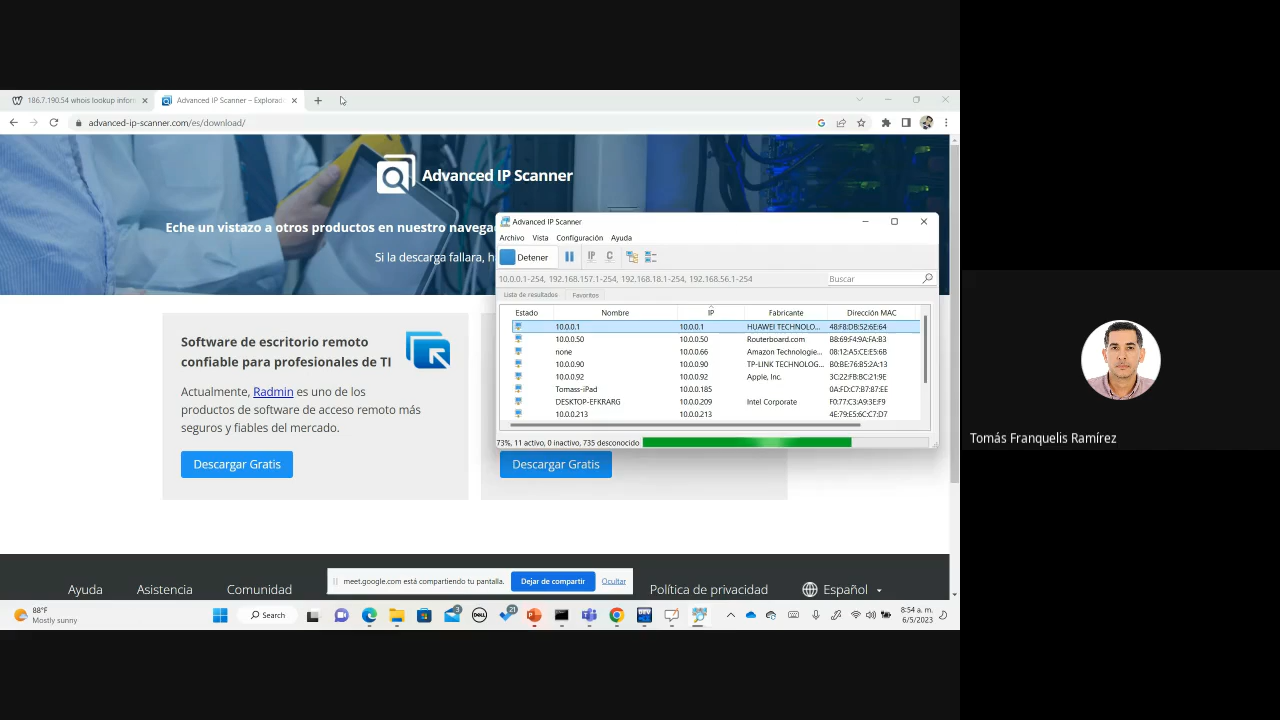 186.7.190.54 whois lookup inform
Advanced IP Scanner – Explorado
advanced-ip-scanner.com/es/download/
Advanced IP Scanner
Eche un vistazo a otros productos en nuestro navega
Si la descarga fallara, h
Software de escritorio remoto
confiable para profesionales de TI
Actualmente, Radmin es uno de los
productos de software de acceso remoto más
seguros y fiables del mercado.
Descargar Gratis
Advanced IP Scanner
Archivo Vista Configuración Ayuda
Detener IP C
10.0.0.1-254, 192.168.157.1-254, 192.168.18.1-254, 192.168.56.1-254 Buscar
Lista de resultados Favoritos
Estado Nombre IP Fabricante Dirección MAC
10.0.0.1 10.0.0.1 HUAWEI TECHNOLO... 48:F8:DB:52:6E:64
10.0.0.50 10.0.0.50 Routerboard.com B8:69:F4:9A:FA:B3
none 10.0.0.66 Amazon Technologie... 08:12:A5:CE:E5:6B
10.0.0.90 10.0.0.90 TP-LINK TECHNOLOG... B0:BE:76:B5:2A:13
10.0.0.92 10.0.0.92 Apple, Inc. 3C:22:FB:BC:21:9E
Tomass-iPad 10.0.0.185 0A:FD:C7:B7:87:EE
DESKTOP-EFKRARG 10.0.0.209 Intel Corporate F0:77:C3:A9:3E:F9
10.0.0.213 10.0.0.213 4E:79:E5:6C:C7:D7
73%, 11 activo, 0 inactivo, 735 desconocido
Descargar Gratis
Ayuda Asistencia Comunidad
meet.google.com está compartiendo tu pantalla. Dejar de compartir Ocultar
Política de privacidad Español
88°F
Mostly sunny
Search
3
DELL
21
8:54 a. m.
6/5/2023
Tomás Franquelis Ramírez